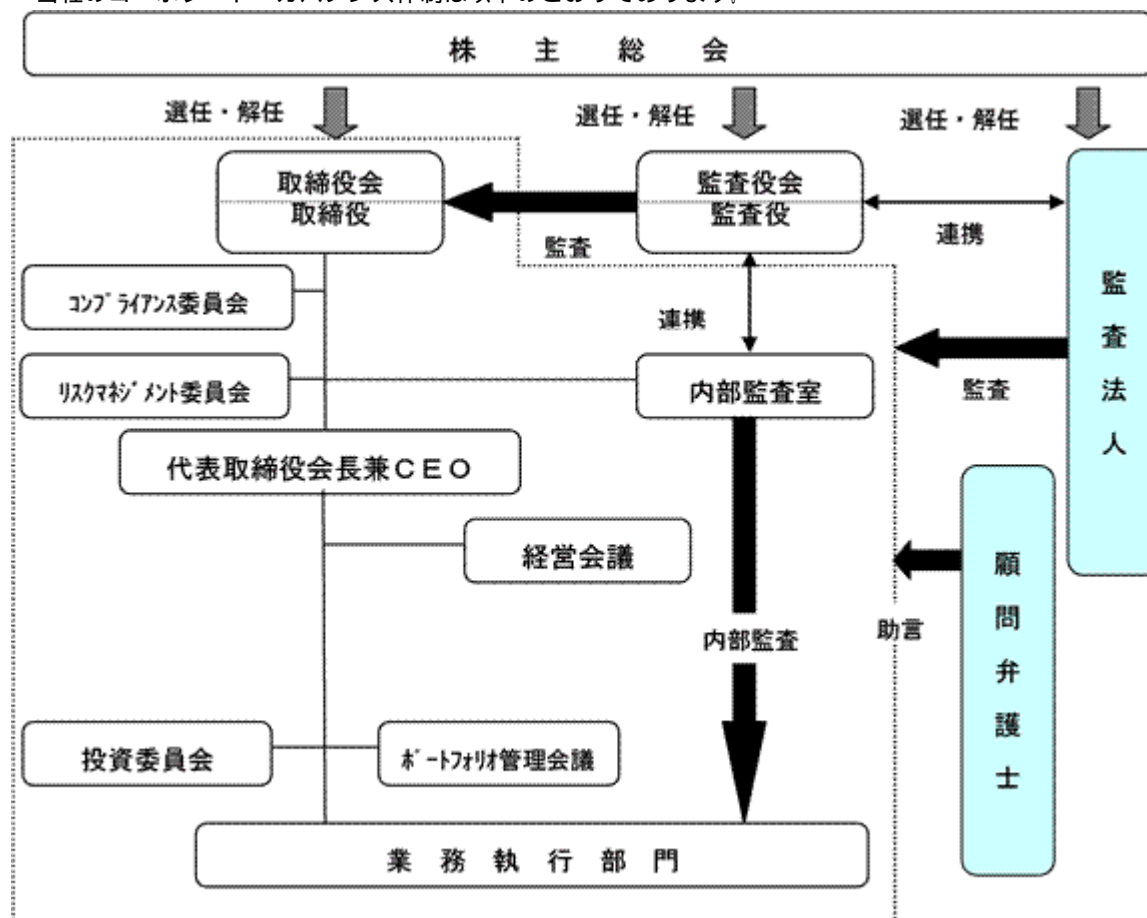 株 主 総 会
選任・解任
選任・解任
選任・解任
取締役会
取締役
監査役会
監査役
監査
連携
コンプライアンス委員会
連携
監査法人
リスクマネジメント委員会
内部監査室
監査
代表取締役会長兼CEO
経営会議
顧問弁護士
助言
内部監査
投資委員会
ポートフォリオ管理会議
業 務 執 行 部 門